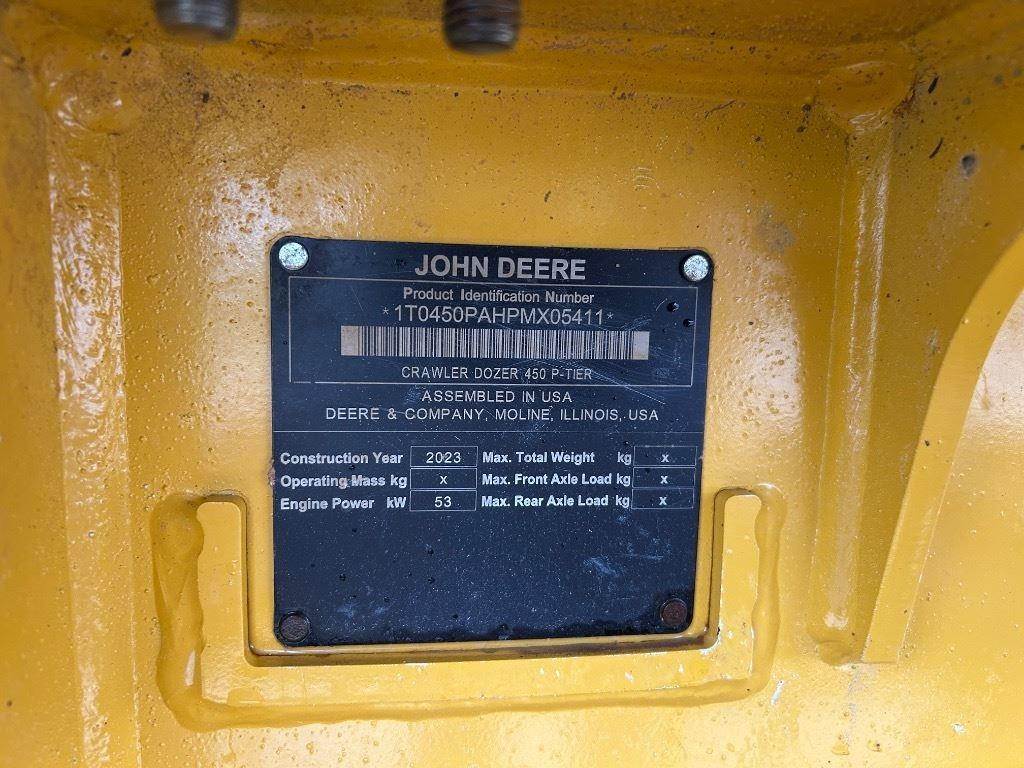 JOHN DEERE
Product Identification Number
*1T0450PAHPMX05411*
CRAWLER DOZER 450 P-TIER
ASSEMBLED IN USA
DEERE & COMPANY, MOLINE, ILLINOIS, USA
Construction Year 2023 Max. Total Weight kg x
Operating Mass kg x Max. Front Axle Load kg x
Engine Power kW 53 Max. Rear Axle Load kg x